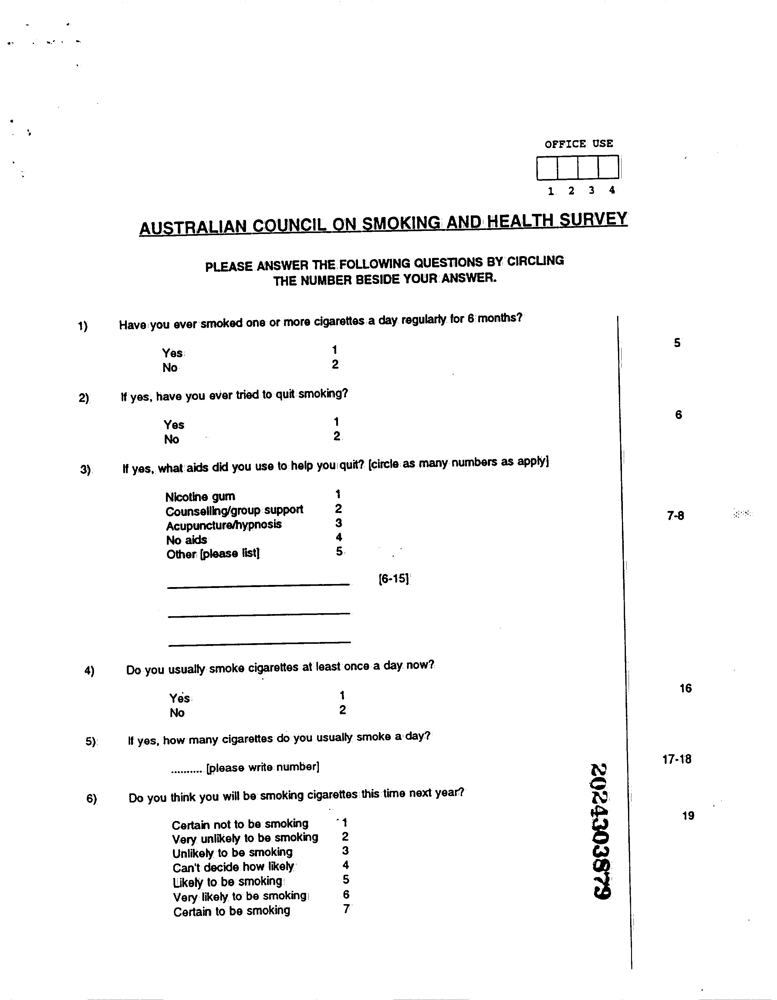 OFFICE USE
1 2 3 4
AUSTRALIAN COUNCIL ON SMOKING AND HEALTH SURVEY
PLEASE ANSWER THE FOLLOWING QUESTIONS BY CIRCLING
THE NUMBER BESIDE YOUR ANSWER.
1) Have you ever smoked one or more cigarettes a day regularly for 6 months?
5
Yes 1
No 2
2) If yes, have you ever tried to quit smoking?
6
Yes 1
No 2
3) If yes, what aids did you use to help you quit? [circle as many numbers as apply]
Nicotine gum 1
Counselling/group support 2
7-8
Acupuncture/hypnosis 3
No aids 4
Other [please list] 5
[6-15]
4) Do you usually smoke cigarettes at least once a day now?
16
Yes 1
No 2
5) If yes, how many cigarettes do you usually smoke a day?
17-18
.......... [please write number]
6) Do you think you will be smoking cigarettes this time next year?
19
Certain not to be smoking 1
Very unlikely to be smoking 2
Unlikely to be smoking 3
Can't decide how likely 4
Likely to be smoking 5
Very likely to be smoking 6
Certain to be smoking 7
2024303879